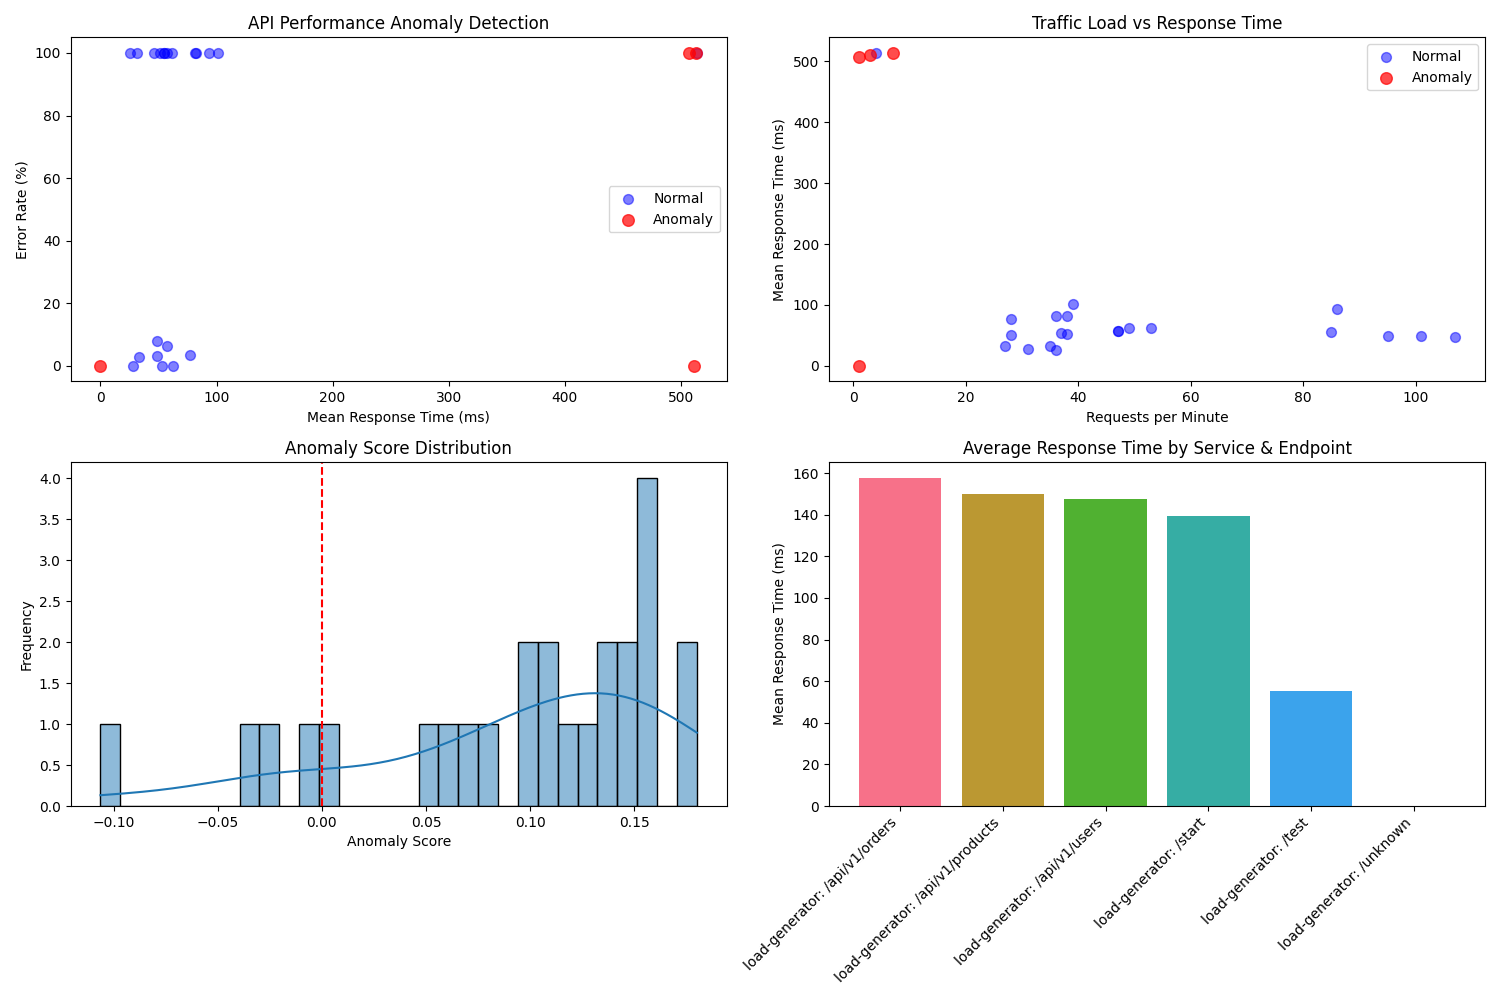 API Performance Anomaly Detection
Error Rate (%)
100
80
60
40
20
0
Normal
Anomaly
0
100
200
300
400
500
Mean Response Time (ms)
Traffic Load vs Response Time
Mean Response Time (ms)
500
400
300
200
100
0
Normal
Anomaly
0
20
40
60
80
100
Requests per Minute
Anomaly Score Distribution
Frequency
4.0
3.5
3.0
2.5
2.0
1.5
1.0
0.5
0.0
−0.10
−0.05
0.00
0.05
0.10
0.15
Anomaly Score
Average Response Time by Service & Endpoint
Mean Response Time (ms)
160
140
120
100
80
60
40
20
0
load-generator: /api/v1/orders
load-generator: /api/v1/products
load-generator: /api/v1/users
load-generator: /start
load-generator: /test
load-generator: /unknown